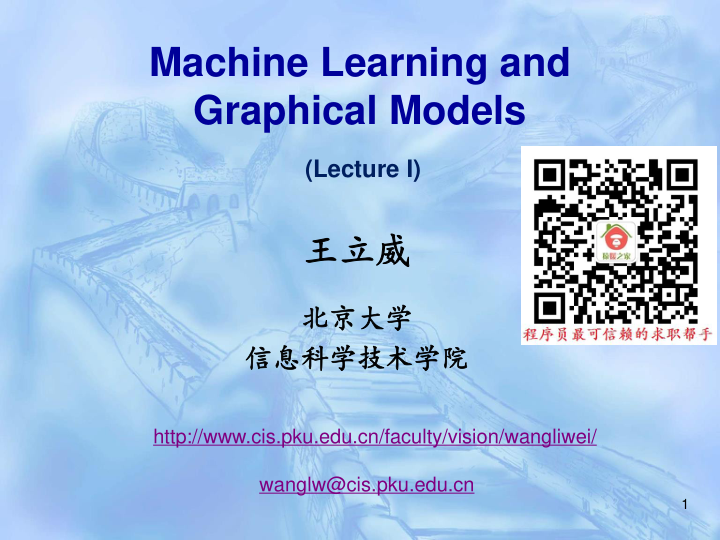 Machine Learning and
Graphical Models
(Lecture I)
王立威
北京大学
信息科学技术学院
程序员最可信赖的求职帮手
http://www.cis.pku.edu.cn/faculty/vision/wangliwei/
wanglw@cis.pku.edu.cn
1